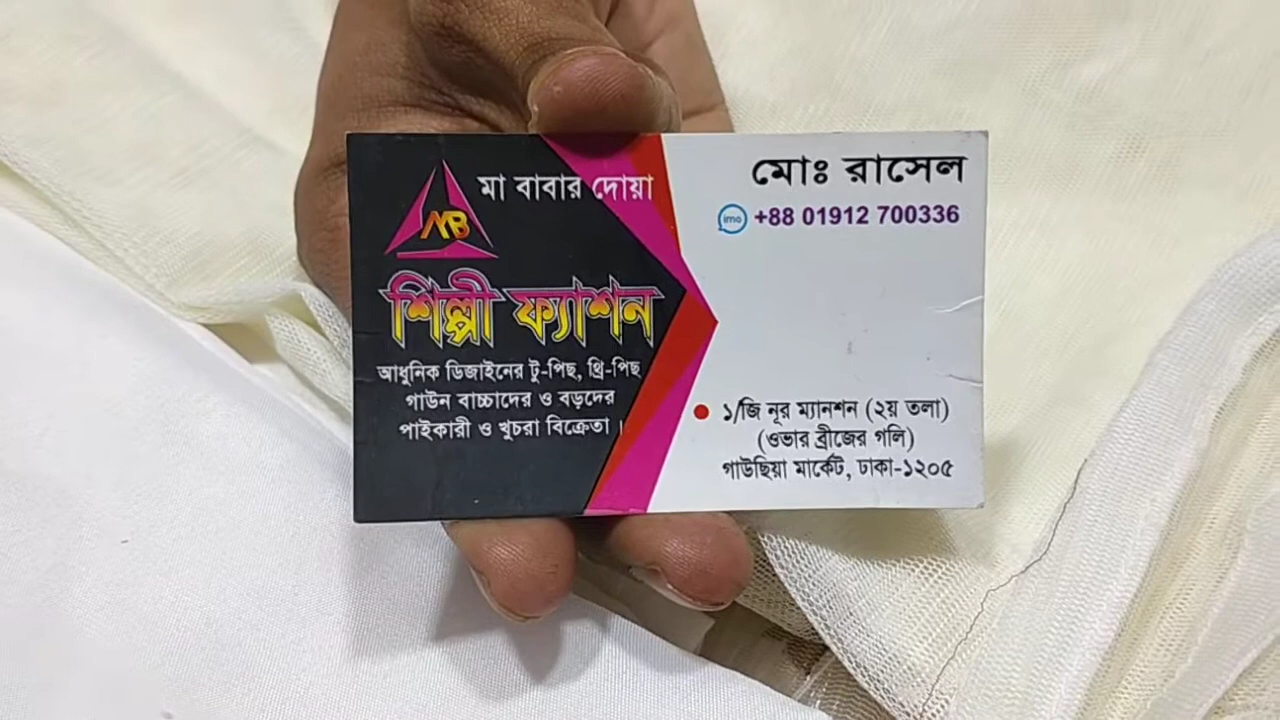 মা বাবার দোয়া
শিল্পী ফ্যাশন
আধুনিক ডিজাইনের টু-পিছ, থ্রি-পিছ
গাউন বাচ্চাদের ও বড়দের
পাইকারী ও খুচরা বিক্রেতা।
মোঃ রাসেল
imo +88 01912 700336
১/জি নূর ম্যানশন (২য় তলা)
(ওভার ব্রীজের গলি)
গাউছিয়া মার্কেট, ঢাকা-১২০৫